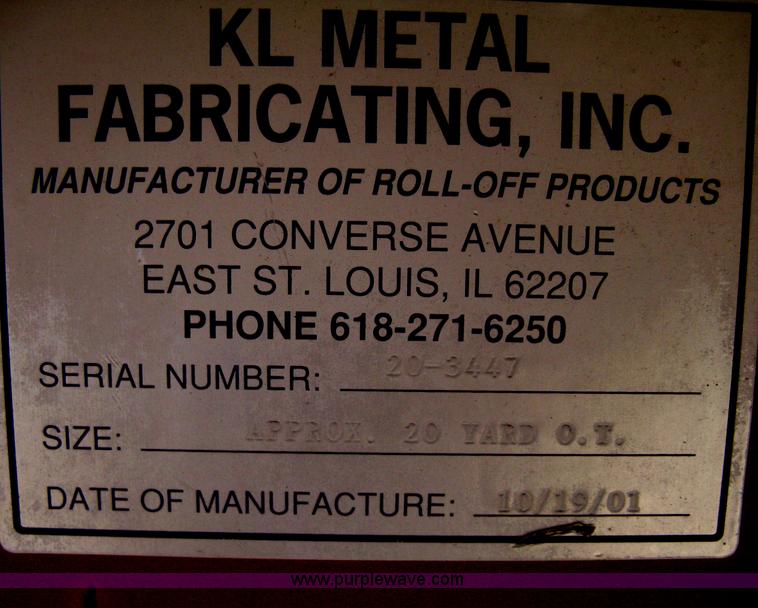 KL METAL
FABRICATING, INC.
MANUFACTURER OF ROLL-OFF PRODUCTS
2701 CONVERSE AVENUE
EAST ST. LOUIS, IL 62207
PHONE 618-271-6250
SERIAL NUMBER: 20-3447
SIZE: APPROX. 20 YARD O.T.
DATE OF MANUFACTURE: 10/19/01
www.purplewave.com